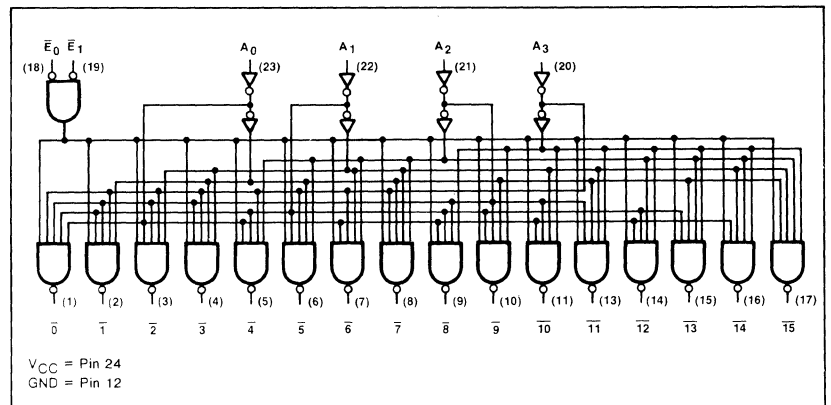 E̅0 E̅1 A0 A1 A2 A3
(18) (19) (23) (22) (21) (20)
(1) (2) (3) (4) (5) (6) (7) (8) (9) (10) (11) (13) (14) (15) (16) (17)
0̅ 1̅ 2̅ 3̅ 4̅ 5̅ 6̅ 7̅ 8̅ 9̅ 1̅0̅ 1̅1̅ 1̅2̅ 1̅3̅ 1̅4̅ 1̅5̅
VCC = Pin 24
GND = Pin 12